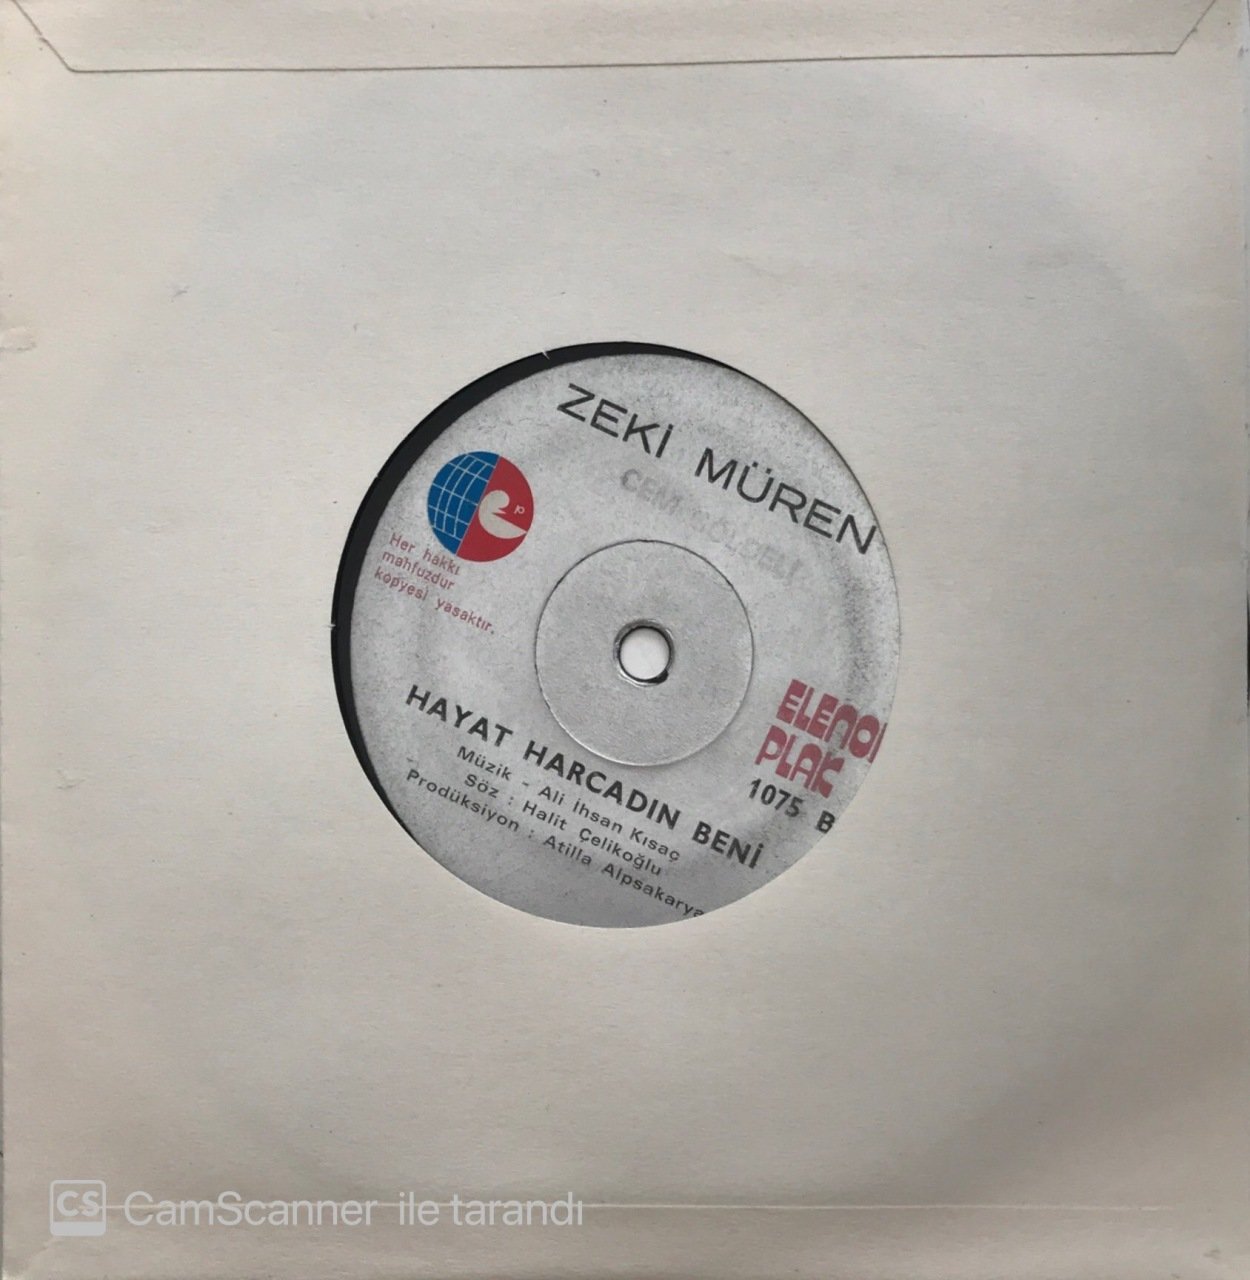 ZEKİ MÜREN
Her hakkı
mahfuzdur
kopyesi yasaktır.
HAYAT HARCADIN BENİ
Müzik - Ali İhsan Kısaç
Söz : Halit Çelikoğlu
Prodüksiyon : Atilla Alpsakarya
PLAK
1075 B
CS CamScanner ile tarandı